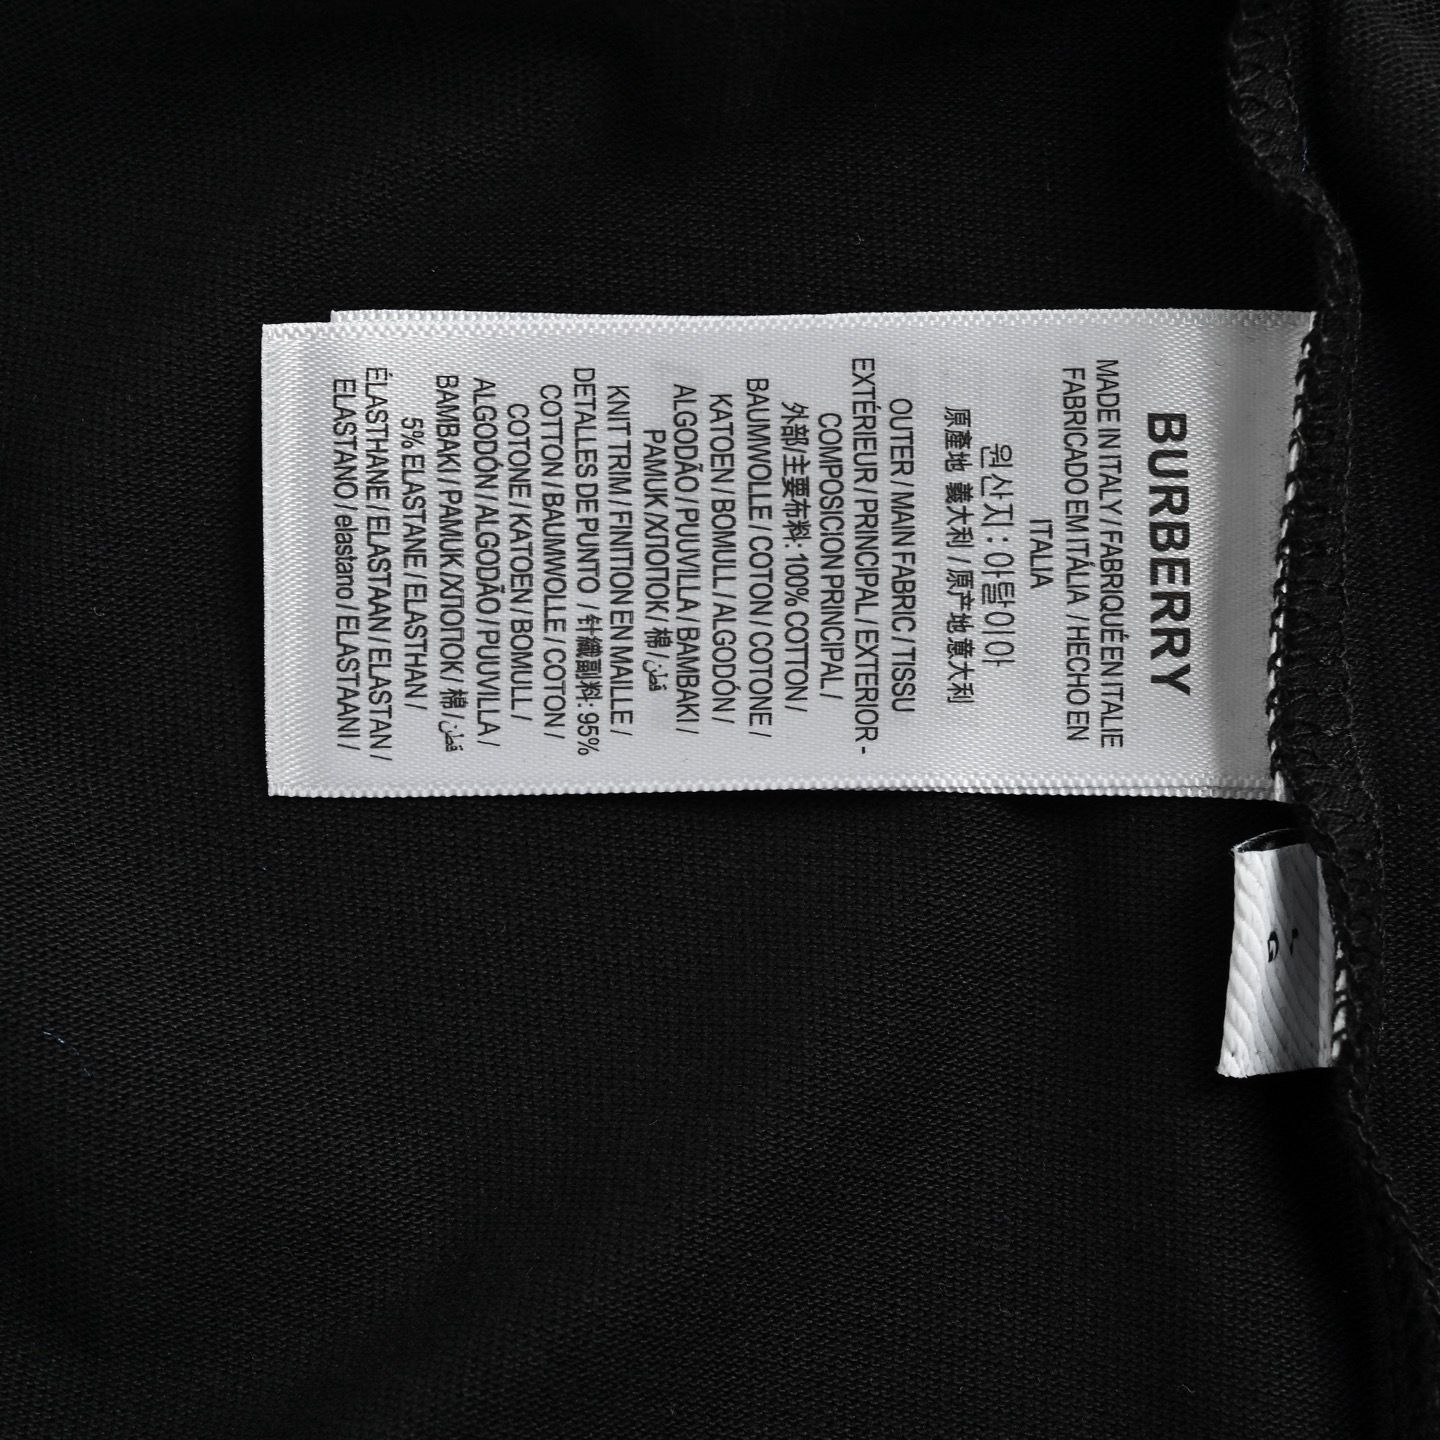 BURBERRY
MADE IN ITALY / FABRIQUÉ EN ITALIE
FABRICADO EM ITÁLIA / HECHO EN
ITALIA
원산지 : 아탈이아
原產地 義大利 / 原产地 意大利
OUTER / MAIN FABRIC / TISSU
EXTÉRIEUR / PRINCIPAL / EXTERIOR-
COMPOSICION PRINCIPAL /
外部/主要布料: 100% COTTON /
BAUMWOLLE / COTON / COTONE /
KATOEN / BOMULL / ALGODÓN /
ALGODÃO / PUUVILLA / BAMBAKI /
PAMUK / ХПОПОК / 棉 / قطن
KNIT TRIM / FINITION EN MAILLE /
DETALLES DE PUNTO / 针織副料: 95%
COTTON / BAUMWOLLE / COTON /
COTONE / KATOEN / BOMULL /
ALGODÓN / ALGODÃO / PUUVILLA /
BAMBAKI / PAMUK / ХПОПОК / 棉 / قطن
5% ELASTANE / ELASTHAN /
ÉLASTHANE / ELASTAAN / ELASTAN /
ELASTANO / elastano / ELASTAANI /
G